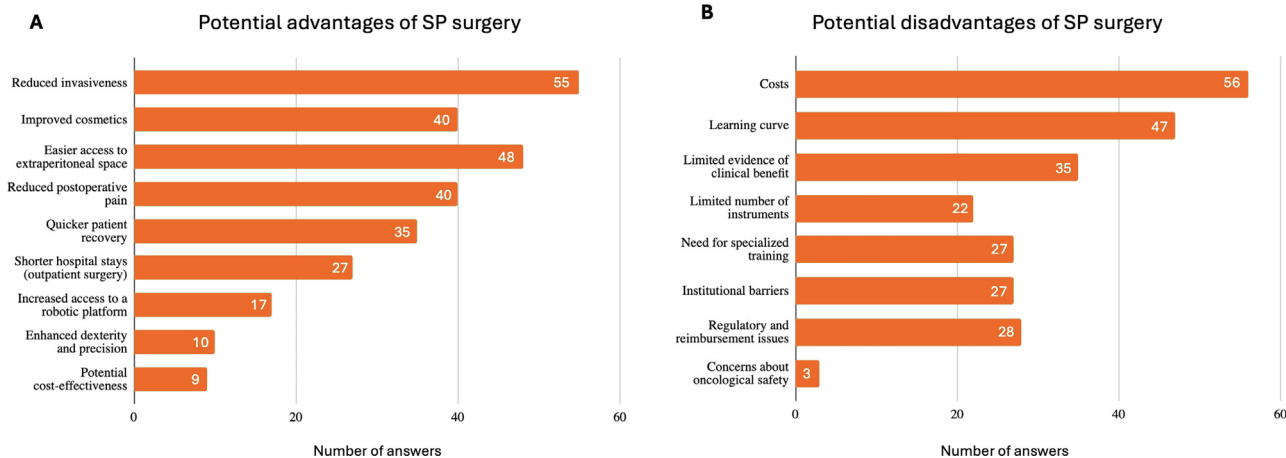 A
Potential advantages of SP surgery
Reduced invasiveness
55
Improved cosmetics
40
Easier access to
extraperitoneal space
48
Reduced postoperative
pain
40
Quicker patient
recovery
35
Shorter hospital stays
(outpatient surgery)
27
Increased access to a
robotic platform
17
Enhanced dexterity
and precision
10
Potential
cost-effectiveness
9
0 20 40 60
Number of answers
B
Potential disadvantages of SP surgery
Costs
56
Learning curve
47
Limited evidence of
clinical benefit
35
Limited number of
instruments
22
Need for specialized
training
27
Institutional barriers
27
Regulatory and
reimbursement issues
28
Concerns about
oncological safety
3
0 20 40 60
Number of answers